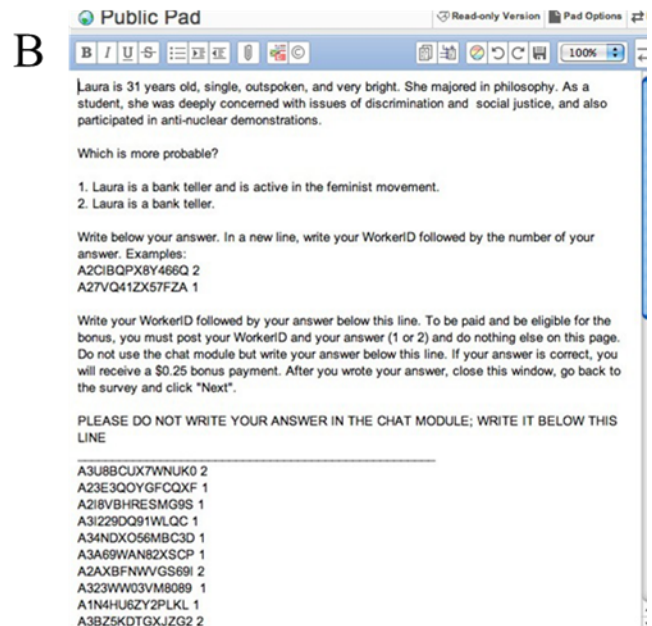 Public Pad
Read-only Version Pad Options
B
B I U S
100%
Laura is 31 years old, single, outspoken, and very bright. She majored in philosophy. As a
student, she was deeply concerned with issues of discrimination and social justice, and also
participated in anti-nuclear demonstrations.
Which is more probable?
1. Laura is a bank teller and is active in the feminist movement.
2. Laura is a bank teller.
Write below your answer. In a new line, write your WorkerID followed by the number of your
answer. Examples:
A2CIBQPX8Y466Q 2
A27VQ41ZX57FZA 1
Write your WorkerID followed by your answer below this line. To be paid and be eligible for the
bonus, you must post your WorkerID and your answer (1 or 2) and do nothing else on this page.
Do not use the chat module but write your answer below this line. If your answer is correct, you
will receive a $0.25 bonus payment. After you wrote your answer, close this window, go back to
the survey and click "Next".
PLEASE DO NOT WRITE YOUR ANSWER IN THE CHAT MODULE; WRITE IT BELOW THIS
LINE
A3U8BCUX7WNUK0 2
A23E3QOYGFCQXF 1
A2I8VBHRESMG9S 1
A3I229DQ91WLQC 1
A34NDXO56MBC3D 1
A3A69WAN82XSCP 1
A2AXBFNWVGS69I 2
A323WW03VM8089 1
A1N4HU6ZY2PLKL 1
A3BZ5KDTGXJZG2 2